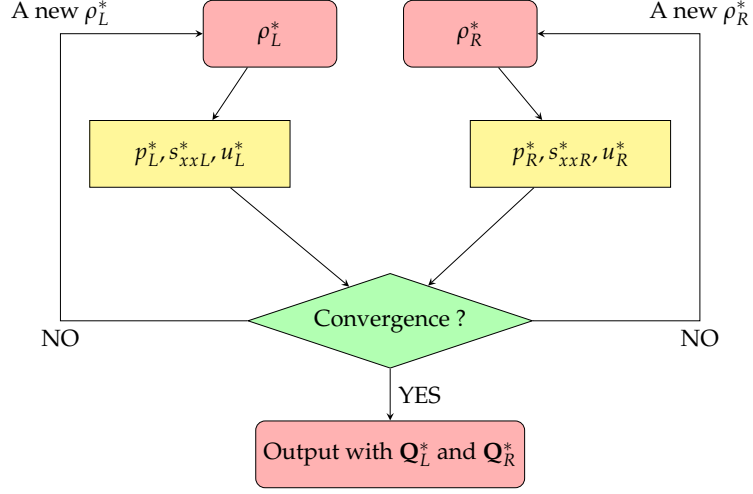 A new ρ*_L
A new ρ*_R
ρ*_L
ρ*_R
p*_L, s*_xxL, u*_L
p*_R, s*_xxR, u*_R
Convergence ?
NO
NO
YES
Output with Q*_L and Q*_R